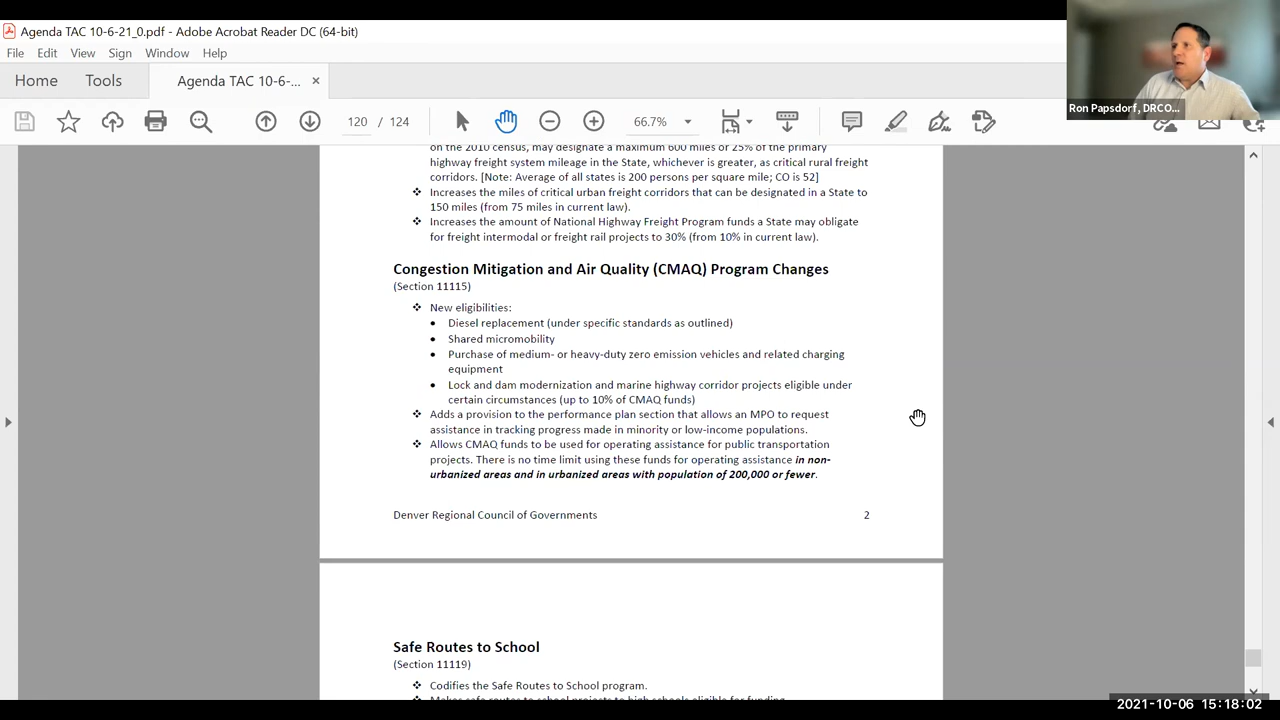 Agenda TAC 10-6-21_0.pdf - Adobe Acrobat Reader DC (64-bit)
File Edit View Sign Window Help
Home Tools Agenda TAC 10-6-... ×
120 / 124 66.7%
Ron Papsdorf, DRCO...
on the 2010 census, may designate a maximum 600 miles or 25% of the primary
highway freight system mileage in the State, whichever is greater, as critical rural freight
corridors. [Note: Average of all states is 200 persons per square mile; CO is 52]
❖ Increases the miles of critical urban freight corridors that can be designated in a State to
150 miles (from 75 miles in current law).
❖ Increases the amount of National Highway Freight Program funds a State may obligate
for freight intermodal or freight rail projects to 30% (from 10% in current law).
Congestion Mitigation and Air Quality (CMAQ) Program Changes
(Section 11115)
❖ New eligibilities:
• Diesel replacement (under specific standards as outlined)
• Shared micromobility
• Purchase of medium- or heavy-duty zero emission vehicles and related charging
equipment
• Lock and dam modernization and marine highway corridor projects eligible under
certain circumstances (up to 10% of CMAQ funds)
❖ Adds a provision to the performance plan section that allows an MPO to request
assistance in tracking progress made in minority or low-income populations.
❖ Allows CMAQ funds to be used for operating assistance for public transportation
projects. There is no time limit using these funds for operating assistance in non-
urbanized areas and in urbanized areas with population of 200,000 or fewer.
Denver Regional Council of Governments 2
Safe Routes to School
(Section 11119)
❖ Codifies the Safe Routes to School program.
❖ Makes safe routes to school projects to high schools eligible for funding.
2021-10-06 15:18:02